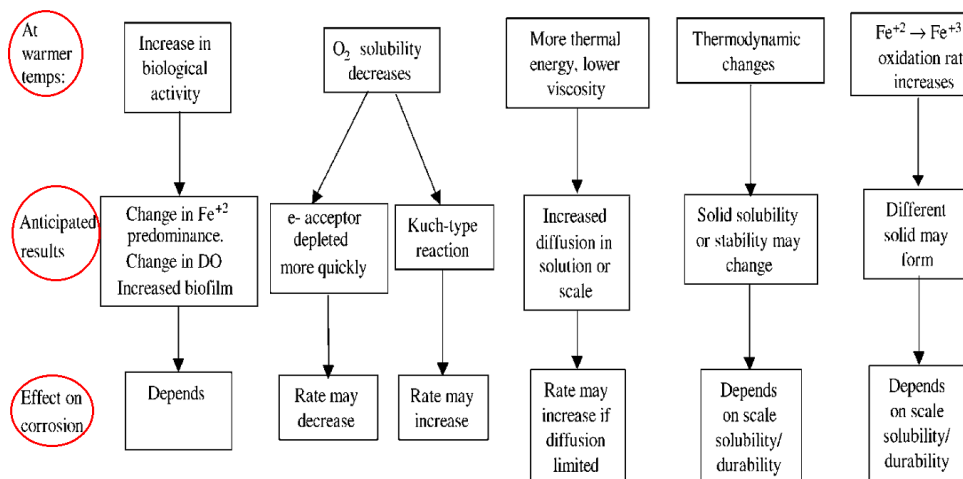 At
warmer
temps:
Increase in
biological
activity
O2 solubility
decreases
More thermal
energy, lower
viscosity
Thermodynamic
changes
Fe+2 → Fe+3
oxidation rat
increases
Anticipated
results
Change in Fe+2
predominance.
Change in DO
Increased biofilm
e- acceptor
depleted
more quickly
Kuch-type
reaction
Increased
diffusion in
solution or
scale
Solid solubility
or stability may
change
Different
solid may
form
Effect on
corrosion
Depends
Rate may
decrease
Rate may
increase
Rate may
increase if
diffusion
limited
Depends
on scale
solubility/
durability
Depends
on scale
solubility/
durability